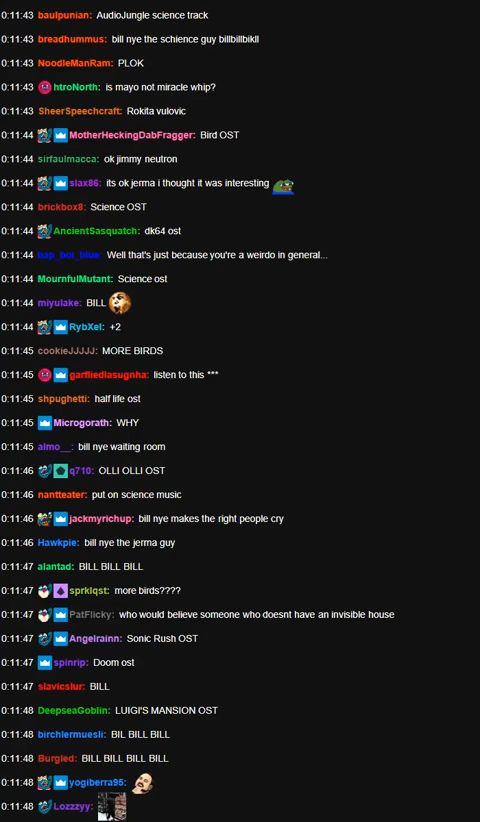 0:11:43 baulpunian: AudioJungle science track
0:11:43 breadhummus: bill nye the schience guy billbillbikll
0:11:43 NoodleManRam: PLOK
0:11:43 htroNorth: is mayo not miracle whip?
0:11:43 SheerSpeechcraft: Rokita vulovic
0:11:44 MotherHeckingDabFragger: Bird OST
0:11:44 sirfaulmacca: ok jimmy neutron
0:11:44 slax86: its ok jerma i thought it was interesting
0:11:44 brickbox8: Science OST
0:11:44 AncientSasquatch: dk64 ost
0:11:44 bap_boi_blue: Well that's just because you're a weirdo in general...
0:11:44 MournfulMutant: Science ost
0:11:44 miyulake: BILL
0:11:44 RybXel: +2
0:11:45 cookieJJJJJ: MORE BIRDS
0:11:45 garfliedlasugnha: listen to this ***
0:11:45 shpughetti: half life ost
0:11:45 Microgorath: WHY
0:11:45 almo__: bill nye waiting room
0:11:46 q710: OLLI OLLI OST
0:11:46 nantteater: put on science music
0:11:46 jackmyrichup: bill nye makes the right people cry
0:11:46 Hawkpie: bill nye the jerma guy
0:11:47 alantad: BILL BILL BILL
0:11:47 sprklqst: more birds????
0:11:47 PatFlicky: who would believe someone who doesnt have an invisible house
0:11:47 Angelrainn: Sonic Rush OST
0:11:47 spinrip: Doom ost
0:11:47 slavicslur: BILL
0:11:48 DeepseaGoblin: LUIGI'S MANSION OST
0:11:48 birchlermuesli: BIL BILL BILL
0:11:48 Burgled: BILL BILL BILL BILL
0:11:48 yogiberra95:
0:11:48 Lozzzyy: